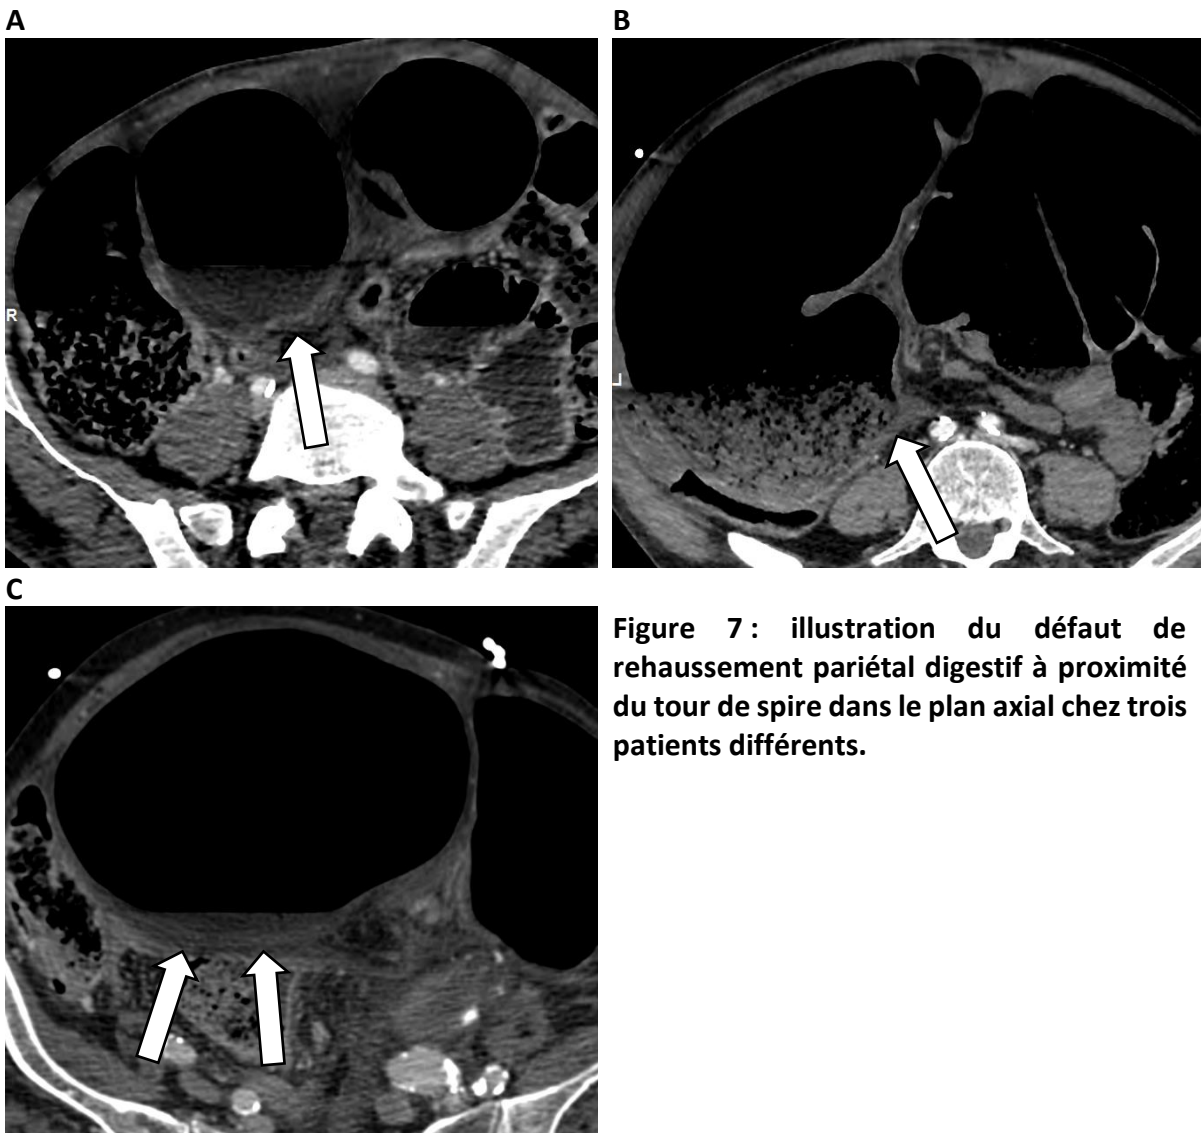 A
B
R
L
C
Figure 7 : illustration du défaut de
rehaussement pariétal digestif à proximité
du tour de spire dans le plan axial chez trois
patients différents.